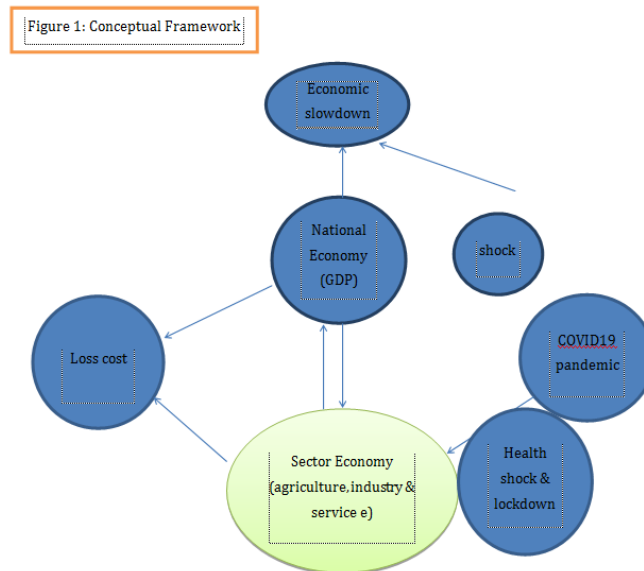 Figure 1: Conceptual Framework
Economic
slowdown
National
Economy
(GDP)
shock
COVID19
pandemic
Loss cost
Sector Economy
(agriculture,industry &
service e)
Health
shock &
lockdown